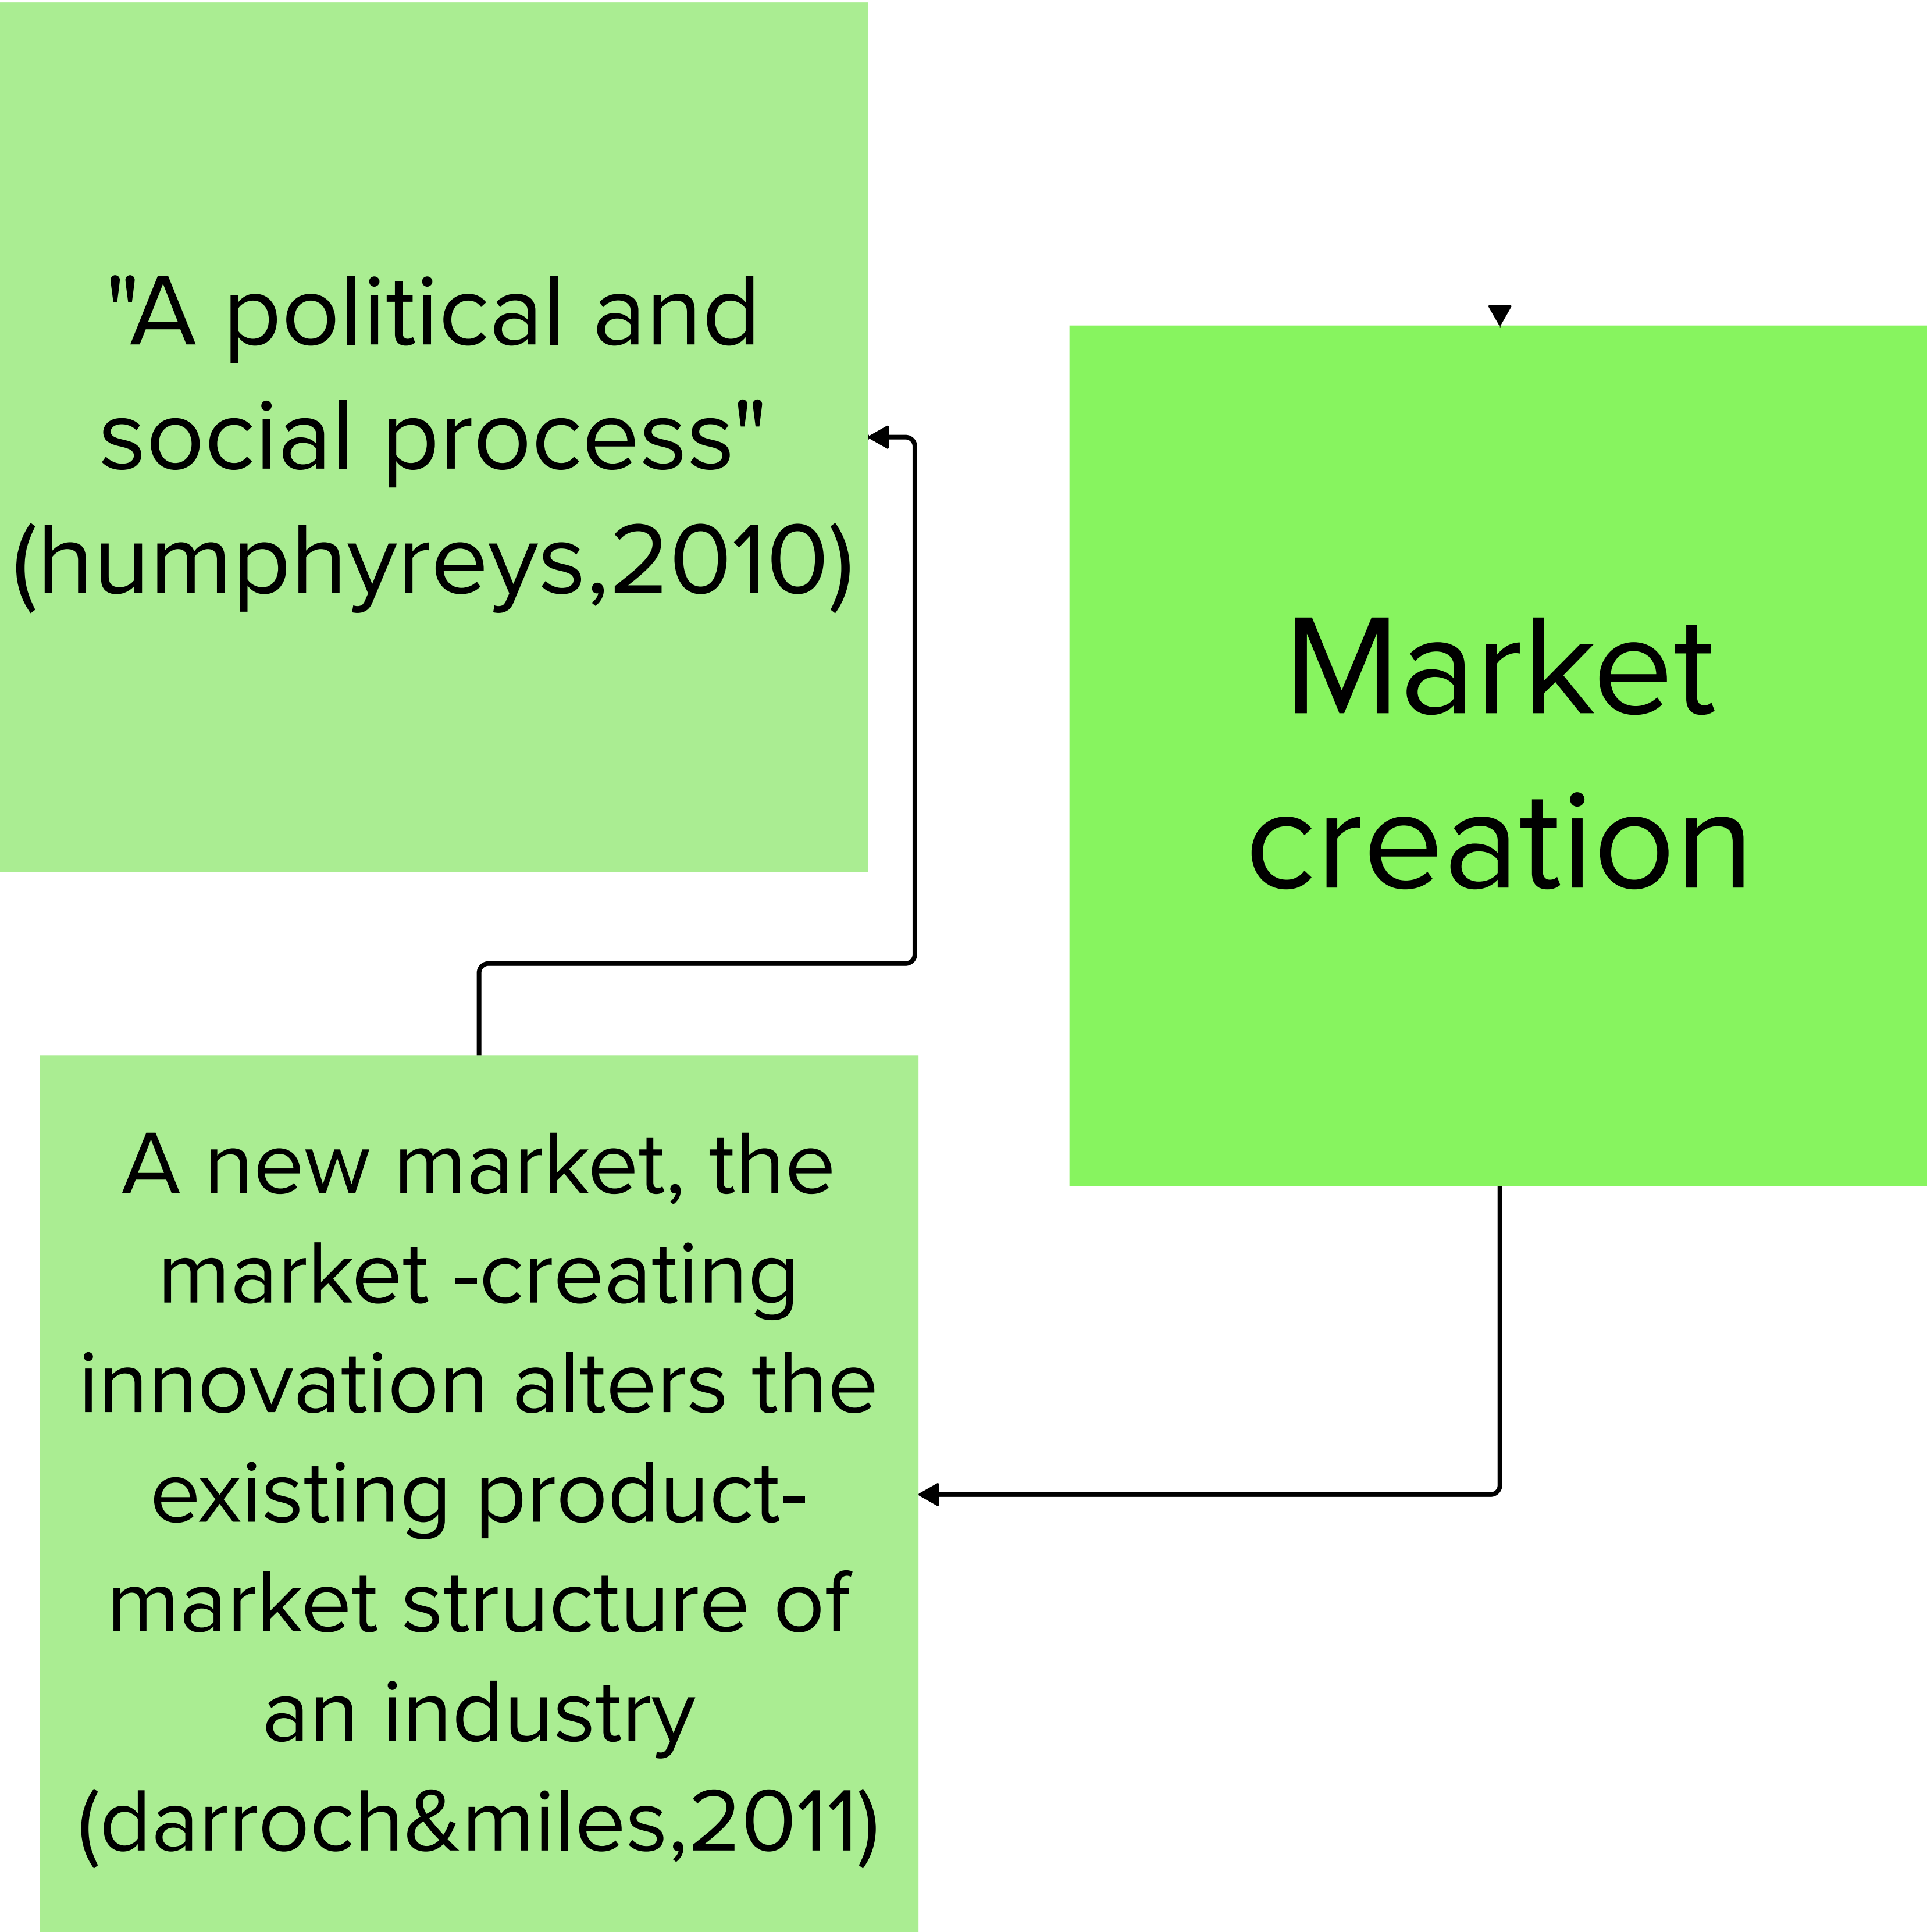 "A political and
social process"
(humphyreys,2010)
Market
creation
A new market, the
market -creating
innovation alters the
existing product-
market structure of
an industry
(darroch&miles,2011)